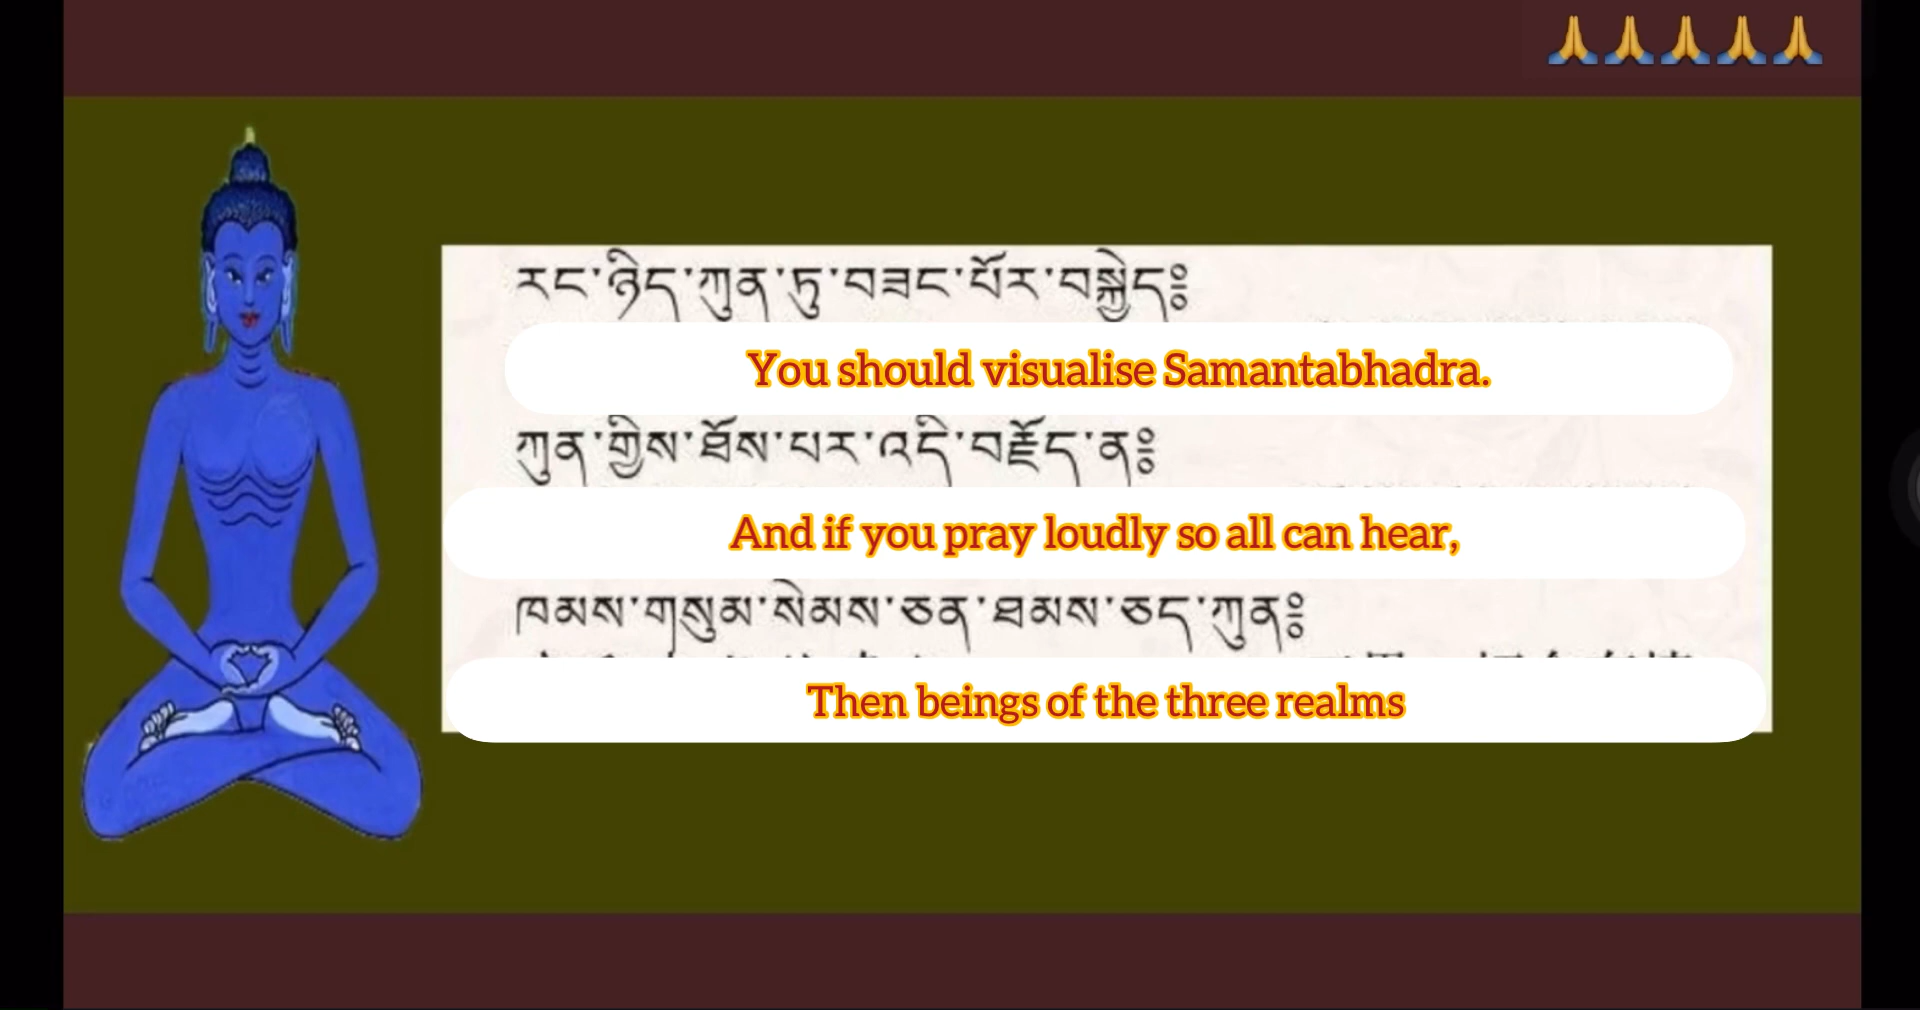 🙏🙏🙏🙏🙏
རང་ཉིད་ཀུན་ཏུ་བཟང་པོར་བསྐྱེད༔
You should visualise Samantabhadra.
ཀུན་གྱིས་ཐོས་པར་འདི་བརྗོད་ན༔
And if you pray loudly so all can hear,
ཁམས་གསུམ་སེམས་ཅན་ཐམས་ཅད་ཀུན༔
Then beings of the three realms